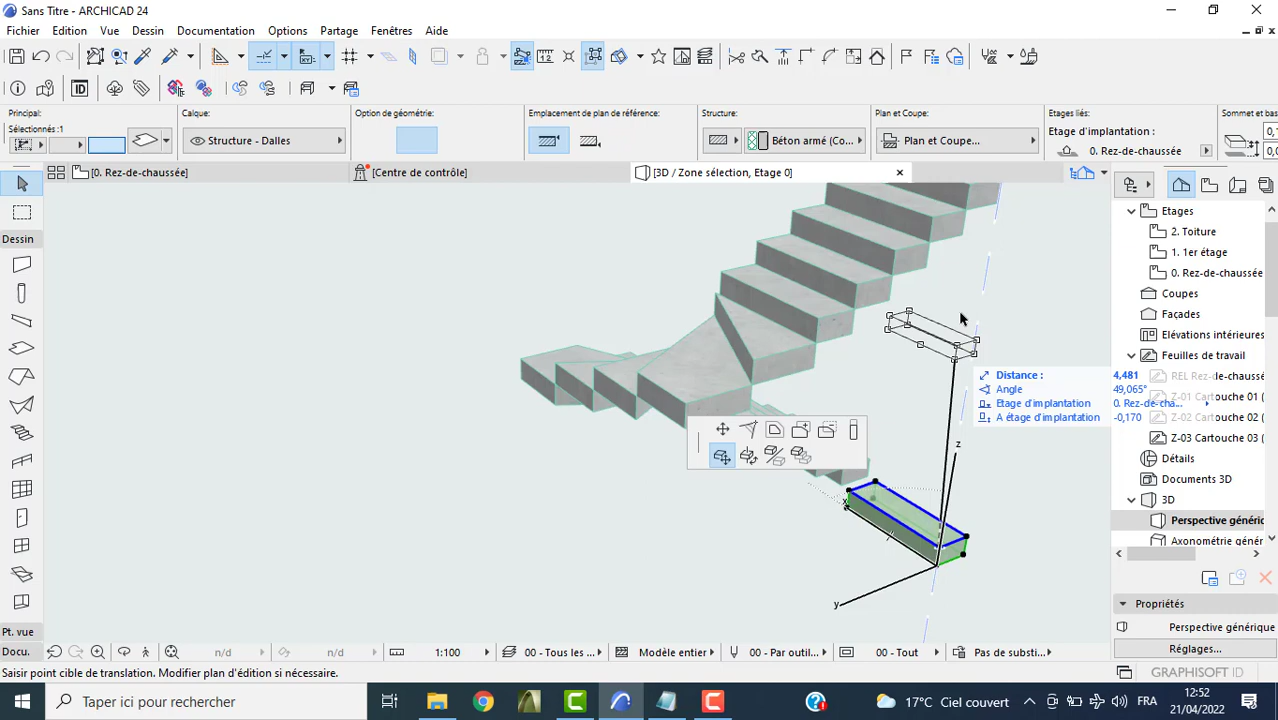 Sans Titre - ARCHICAD 24
Fichier Edition Vue Dessin Options Documentation Partage Fenêtres Aide
Principal:
Sélectionnés :1
Calque:
Structure - Dalles
Option de géométrie:
Emplacement de plan de référence:
Structure:
Béton armé (Co...
Plan et Coupe:
Plan et Coupe...
Etages liés:
Etage d'implantation :
0. Rez-de-chaussée
Sommet et bas
[0. Rez-de-chaussée]
[Centre de contrôle]
[3D / Zone sélection, Etage 0]
Dessin
Pt. vue
Docu.
Etages
2. Toiture
1. 1er étage
0. Rez-de-chaussée
Coupes
Façades
Elévations intérieures
Feuilles de travail
REL Rez-de-chaussé
Z-01 Cartouche 01 (
Z-02 Cartouche 02 (
Z-03 Cartouche 03 (
Détails
Documents 3D
3D
Perspective génériq
Axonométrie génér
Propriétés
Perspective génériqu
Réglages...
Distance : 4,481
Angle 49,065°
Etage d'implantation 0. Rez-de-cha...
A étage d'implantation -0,170
z
x
y
n/d
n/d
1:100
00 - Tous les ...
Modèle entier
00 - Par outil...
00 - Tout
Pas de substi...
Saisir point cible de translation. Modifier plan d'édition si nécessaire.
GRAPHISOFT ID
Taper ici pour rechercher
17°C Ciel couvert
FRA
12:52
21/04/2022